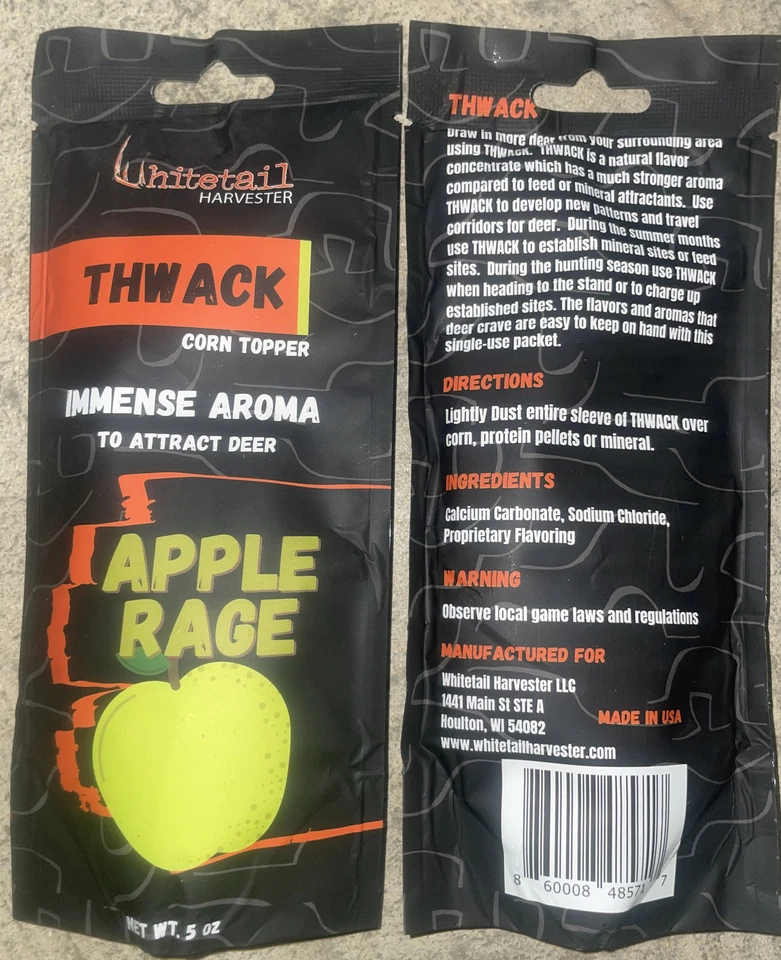 Whitetail
HARVESTER
THWACK
CORN TOPPER
IMMENSE AROMA
TO ATTRACT DEER
APPLE
RAGE
NET WT. 5 OZ
THWACK
Draw in more deer from your surrounding area
using THWACK. THWACK is a natural flavor
concentrate which has a much stronger aroma
compared to feed or mineral attractants. Use
THWACK to develop new patterns and travel
corridors for deer. During the summer months
use THWACK to establish mineral sites or feed
sites. During the hunting season use THWACK
when heading to the stand or to charge up
established sites. The flavors and aromas that
deer crave are easy to keep on hand with this
single-use packet.
DIRECTIONS
Lightly Dust entire sleeve of THWACK over
corn, protein pellets or mineral.
INGREDIENTS
Calcium Carbonate, Sodium Chloride,
Proprietary Flavoring
WARNING
Observe local game laws and regulations
MANUFACTURED FOR
Whitetail Harvester LLC
1441 Main St STE A
Houlton, WI 54082
MADE IN USA
www.whitetailharvester.com
8 60008 7